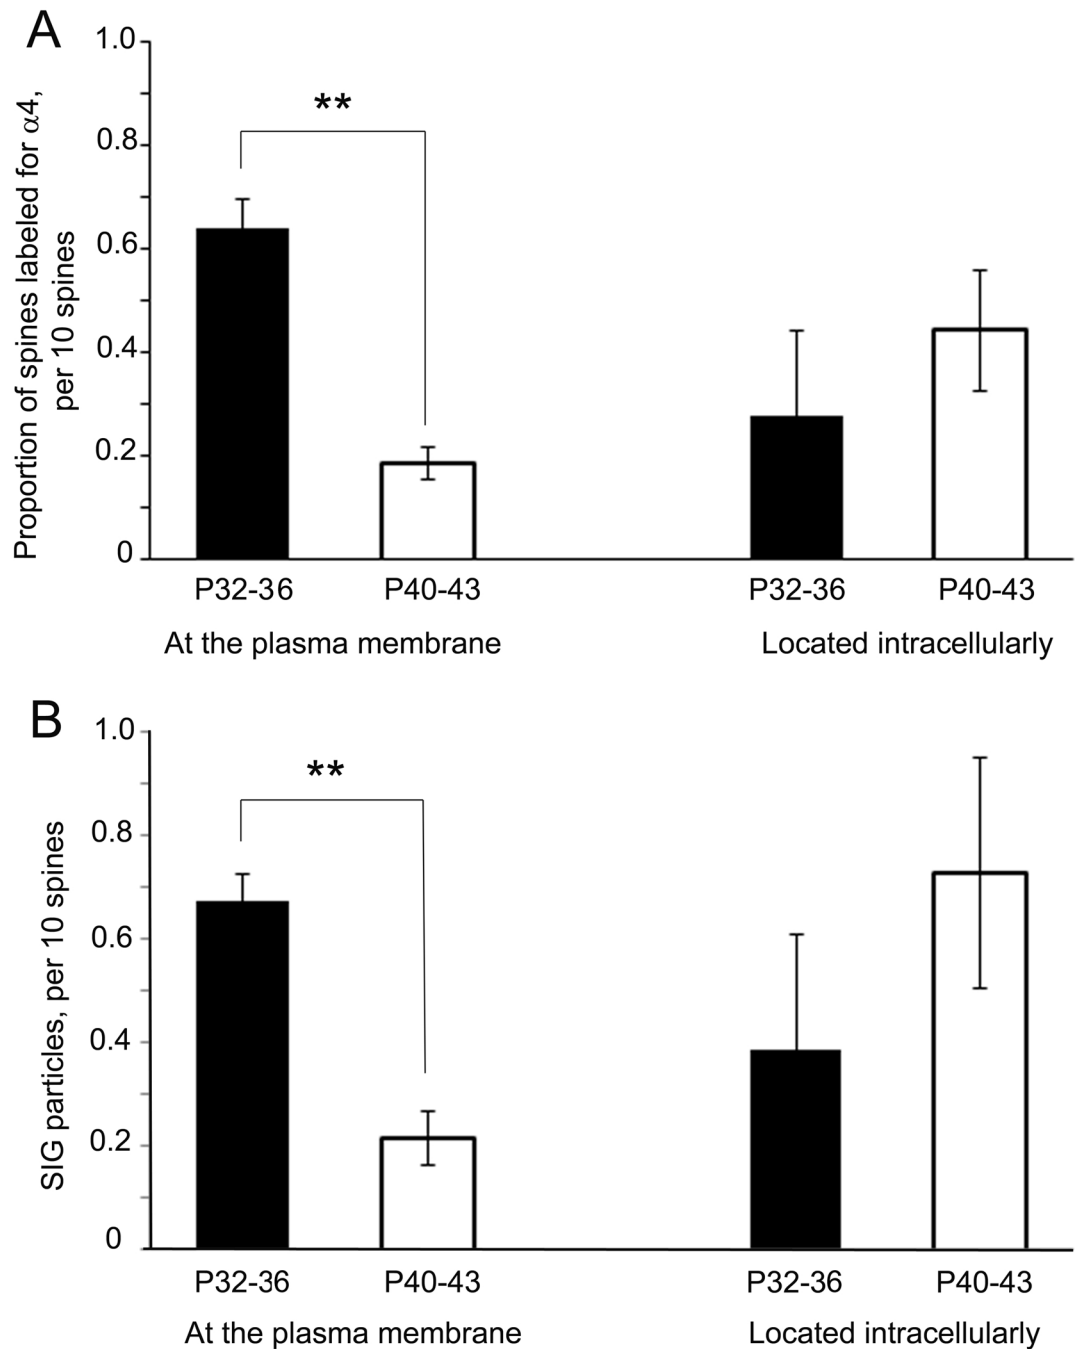 A
Proportion of spines labeled for α4,
per 10 spines
1.0
0.8
0.6
0.4
0.2
0
**
P32-36
P40-43
P32-36
P40-43
At the plasma membrane
Located intracellularly
B
SIG particles, per 10 spines
1.0
0.8
0.6
0.4
0.2
0
**
P32-36
P40-43
P32-36
P40-43
At the plasma membrane
Located intracellularly